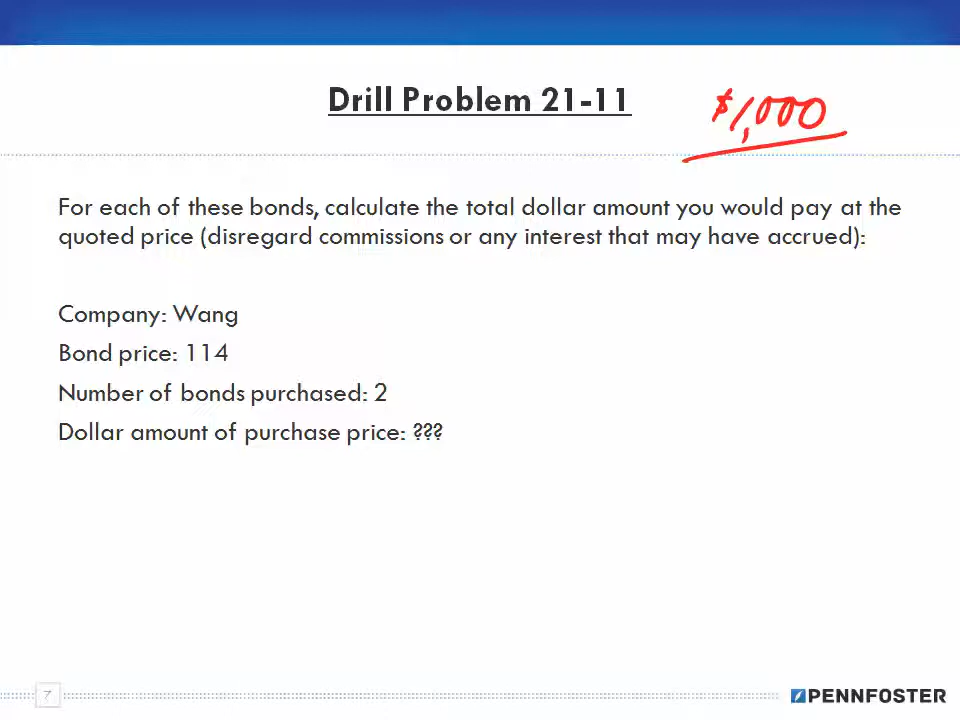 Drill Problem 21-11
$1,000
For each of these bonds, calculate the total dollar amount you would pay at the
quoted price (disregard commissions or any interest that may have accrued):
Company: Wang
Bond price: 114
Number of bonds purchased: 2
Dollar amount of purchase price: ???
7
PENNFOSTER